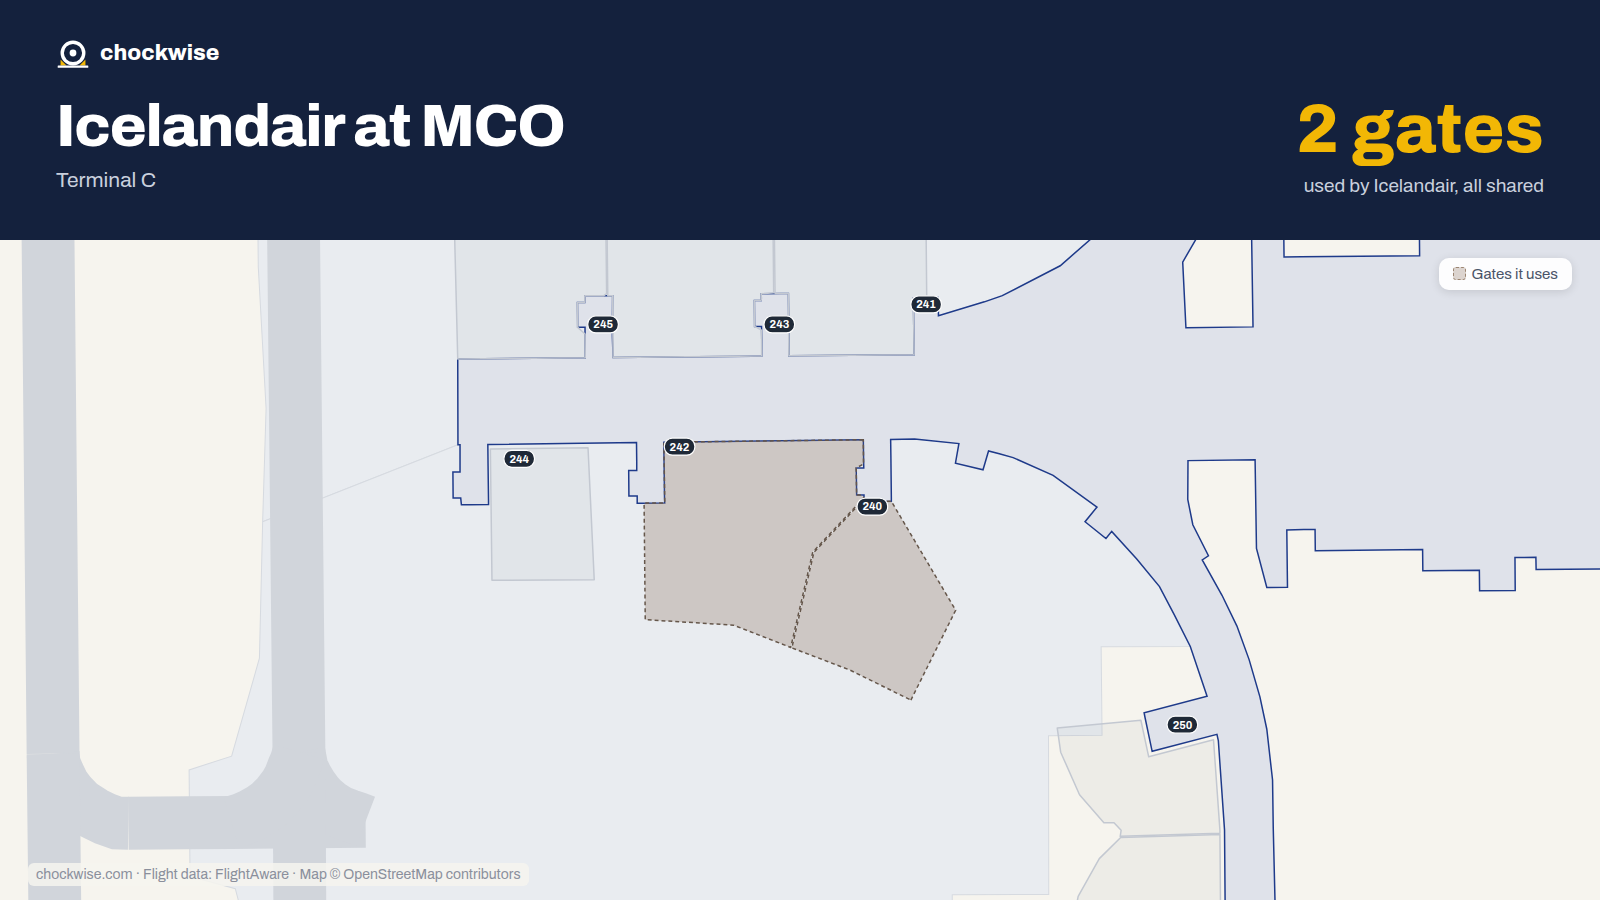 chockwise
Icelandair at MCO
Terminal C
2 gates
used by Icelandair, all shared
Gates it uses
241
245
243
242
244
240
250
chockwise.com · Flight data: FlightAware · Map © OpenStreetMap contributors